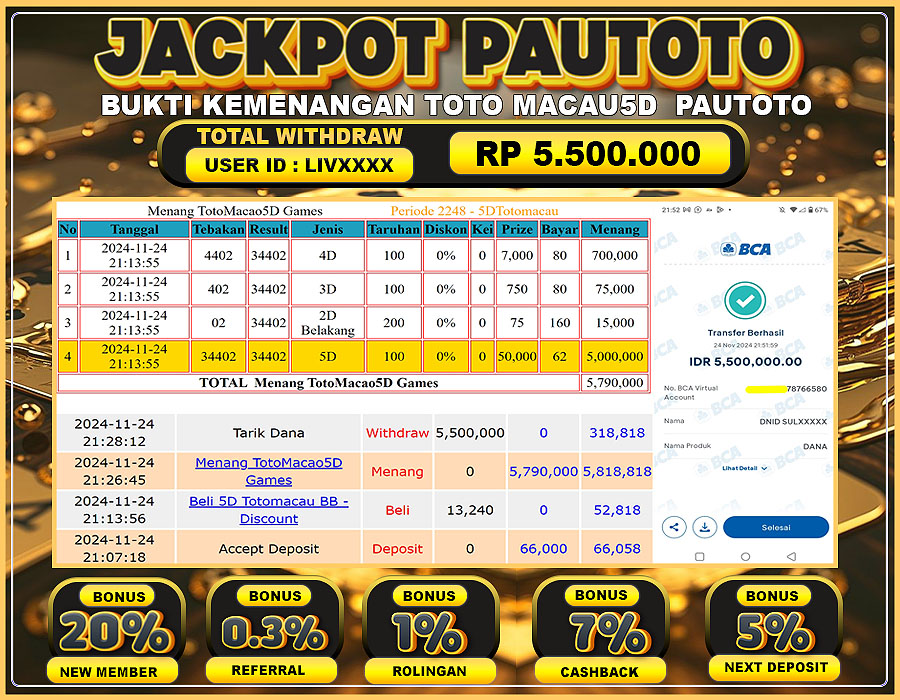 JACKPOT PAUTOTO
BUKTI KEMENANGAN TOTO MACAU5D PAUTOTO
TOTAL WITHDRAW
USER ID : LIVXXXX
RP 5.500.000
Menang TotoMacao5D Games Periode 2248 - 5DTotomacau
No Tanggal Tebakan Result Jenis Taruhan Diskon Kei Prize Bayar Menang
1 2024-11-24 21:13:55 4402 34402 4D 100 0% 0 7,000 80 700,000
2 2024-11-24 21:13:55 402 34402 3D 100 0% 0 750 80 75,000
3 2024-11-24 21:13:55 02 34402 2D Belakang 200 0% 0 75 160 15,000
4 2024-11-24 21:13:55 34402 34402 5D 100 0% 0 50,000 62 5,000,000
TOTAL Menang TotoMacao5D Games 5,790,000
2024-11-24 21:28:12 Tarik Dana Withdraw 5,500,000 0 318,818
2024-11-24 21:26:45 Menang TotoMacao5D Games Menang 0 5,790,000 5,818,818
2024-11-24 21:13:56 Beli 5D Totomacau BB - Discount Beli 13,240 0 52,818
2024-11-24 21:07:18 Accept Deposit Deposit 0 66,000 66,058
21:52 67%
BCA
Transfer Berhasil
24 Nov 2024 21:51:59
IDR 5,500,000.00
No. BCA Virtual Account 78766580
Nama DNID SULXXXXX
Nama Produk DANA
Lihat Detail
Selesai
BONUS
20%
NEW MEMBER
BONUS
0.3%
REFERRAL
BONUS
1%
ROLINGAN
BONUS
7%
CASHBACK
BONUS
5%
NEXT DEPOSIT